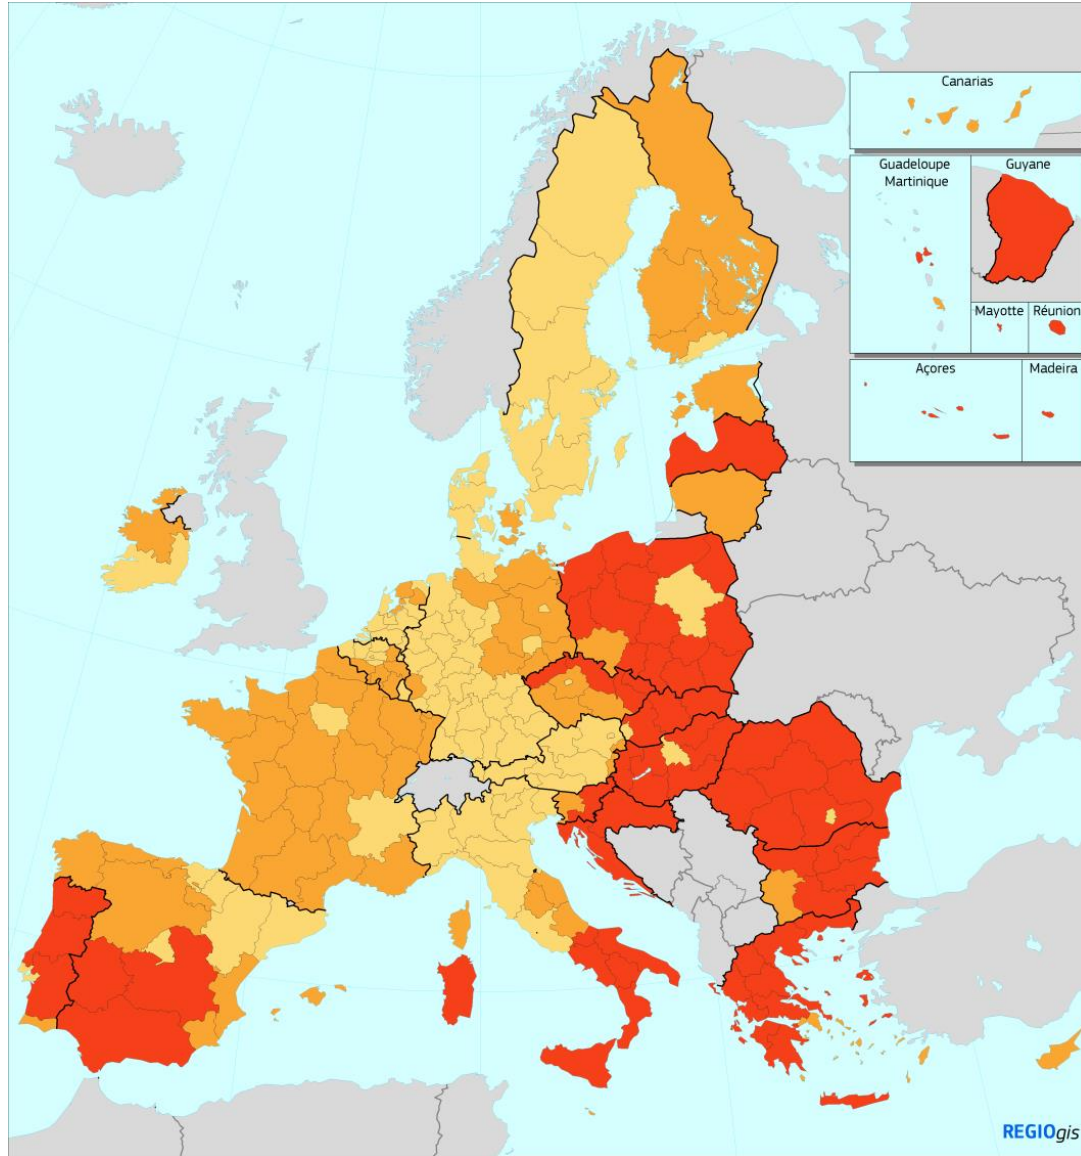 Canarias
Guadeloupe
Martinique
Guyane
Mayotte
Réunion
Açores
Madeira
REGIOgis